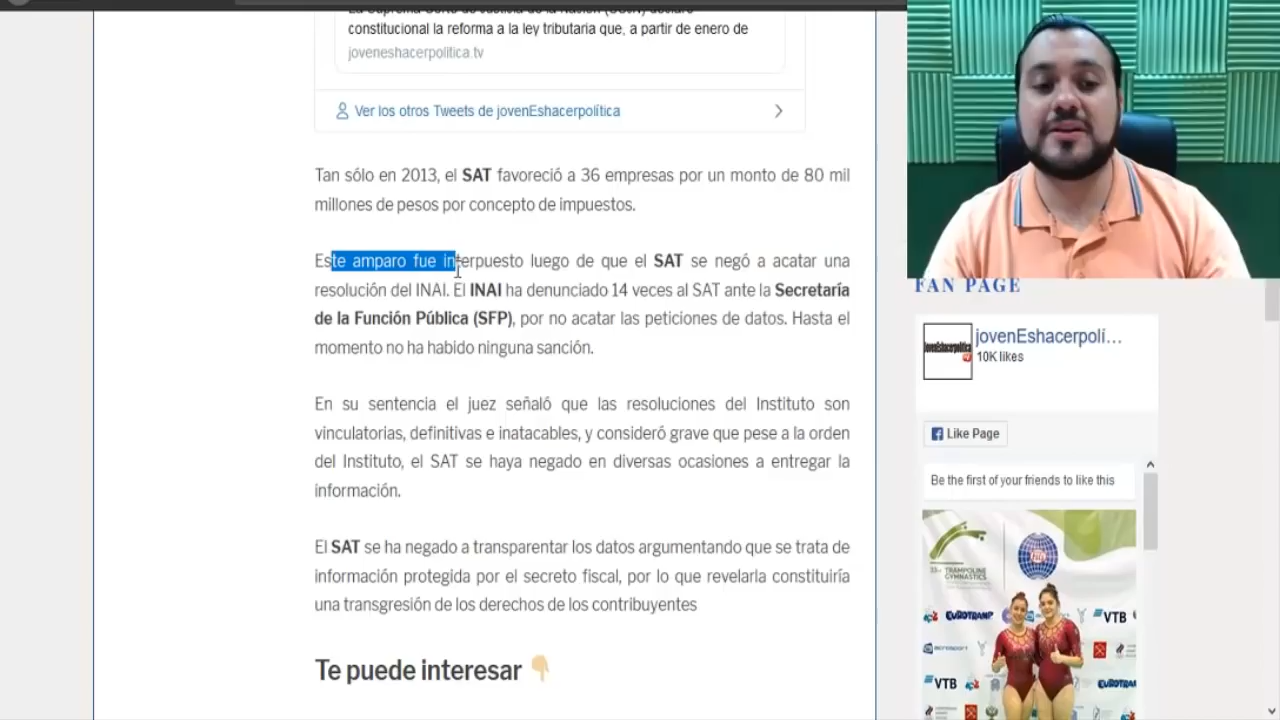 constitucional la reforma a la ley tributaria que, a partir de enero de
joveneshacerpolitica.tv
Ver los otros Tweets de jovenEshacerpolítica
Tan sólo en 2013, el SAT favoreció a 36 empresas por un monto de 80 mil
millones de pesos por concepto de impuestos.
Este amparo fue interpuesto luego de que el SAT se negó a acatar una
resolución del INAI. El INAI ha denunciado 14 veces al SAT ante la Secretaría
de la Función Pública (SFP), por no acatar las peticiones de datos. Hasta el
momento no ha habido ninguna sanción.
En su sentencia el juez señaló que las resoluciones del Instituto son
vinculatorias, definitivas e inatacables, y consideró grave que pese a la orden
del Instituto, el SAT se haya negado en diversas ocasiones a entregar la
información.
El SAT se ha negado a transparentar los datos argumentando que se trata de
información protegida por el secreto fiscal, por lo que revelarla constituiría
una transgresión de los derechos de los contribuyentes
Te puede interesar
FAN PAGE
jovenEshacerpolí...
10K likes
Like Page
Be the first of your friends to like this
TRAMPOLINE
GYMNASTICS
EUROTRAMP
VTB
VTB